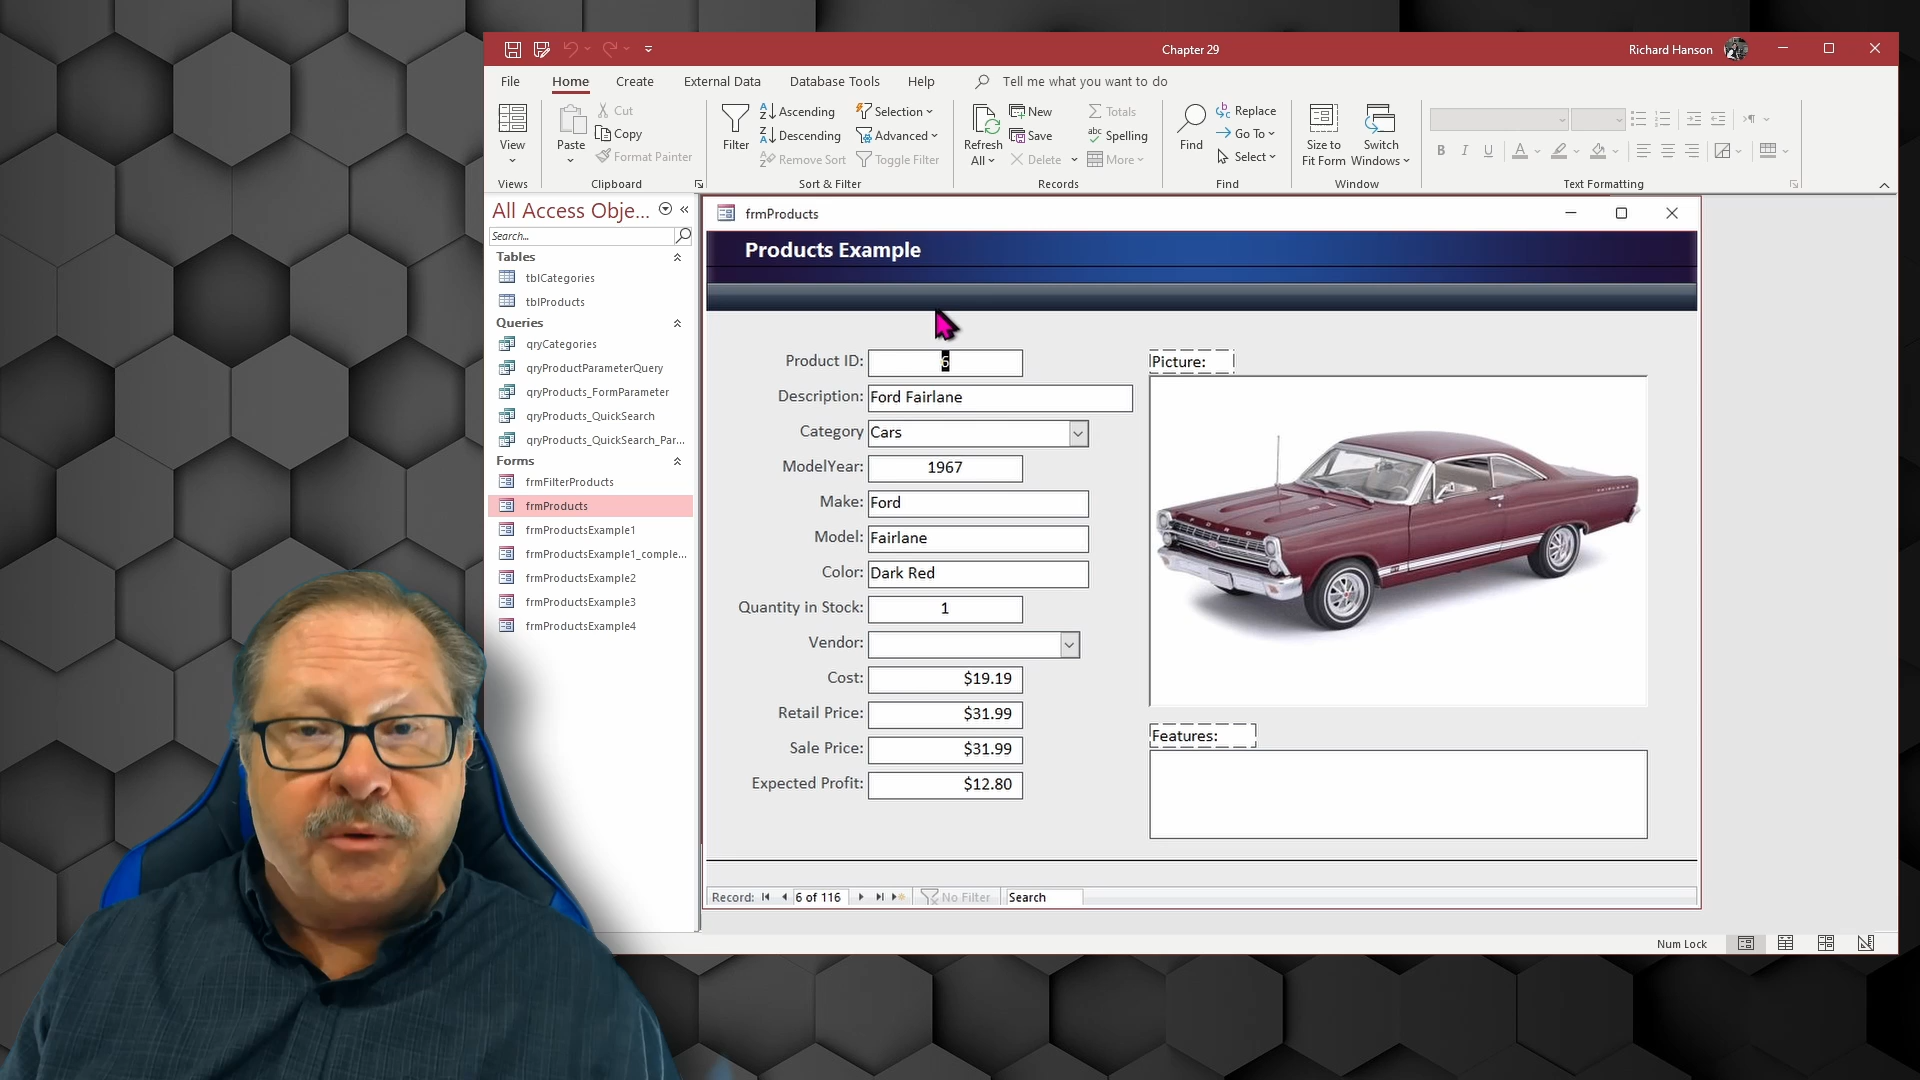 Chapter 29
Richard Hanson
File
Home
Create
External Data
Database Tools
Help
Tell me what you want to do
View
Paste
Cut
Copy
Format Painter
Filter
Ascending
Descending
Remove Sort
Selection
Advanced
Toggle Filter
Refresh
All
New
Save
Delete
Totals
Spelling
More
Find
Replace
Go To
Select
Size to
Fit Form
Switch
Windows
Views
Clipboard
Sort & Filter
Records
Find
Window
Text Formatting
All Access Obje...
Search...
Tables
tblCategories
tblProducts
Queries
qryCategories
qryProductParameterQuery
qryProducts_FormParameter
qryProducts_QuickSearch
qryProducts_QuickSearch_Par...
Forms
frmFilterProducts
frmProducts
frmProductsExample1
frmProductsExample1_comple...
frmProductsExample2
frmProductsExample3
frmProductsExample4
frmProducts
Products Example
Product ID: 6
Description: Ford Fairlane
Category Cars
ModelYear: 1967
Make: Ford
Model: Fairlane
Color: Dark Red
Quantity in Stock: 1
Vendor:
Cost: $19.19
Retail Price: $31.99
Sale Price: $31.99
Expected Profit: $12.80
Picture:
FORD
Features:
Record: 6 of 116 No Filter Search
Num Lock